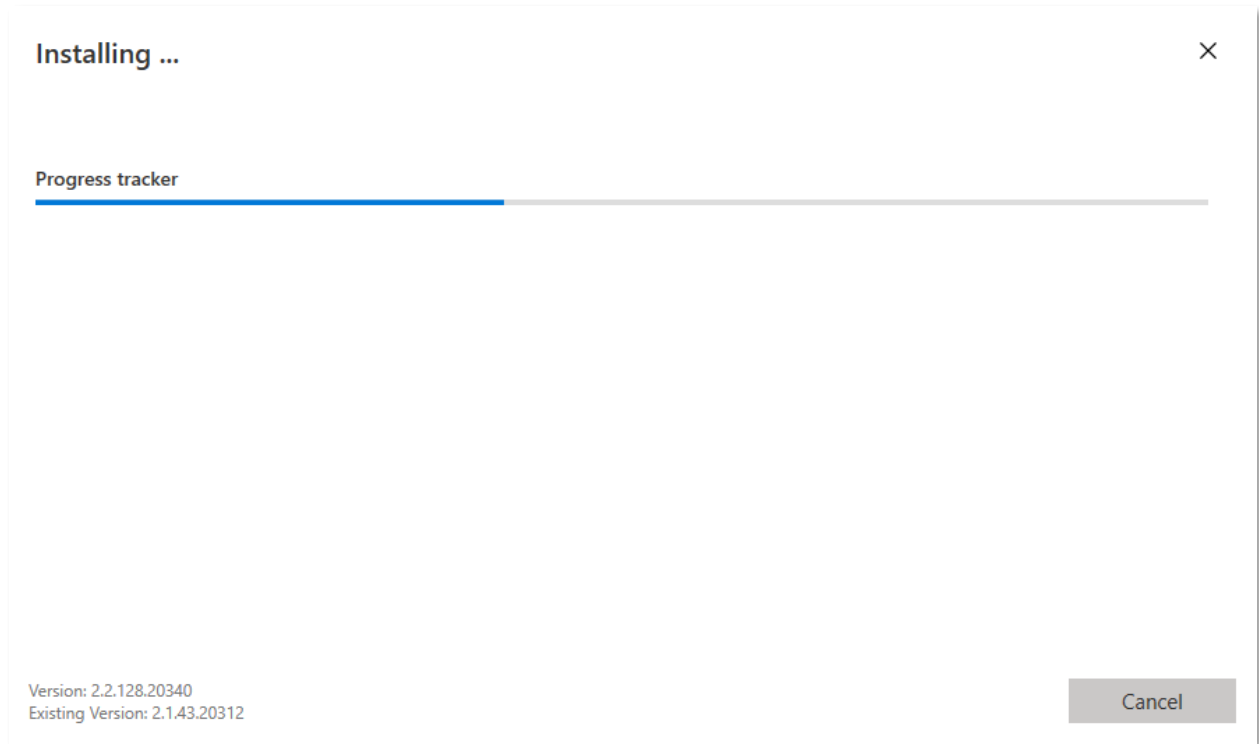 Installing ...
Progress tracker
Version: 2.2.128.20340
Existing Version: 2.1.43.20312
Cancel